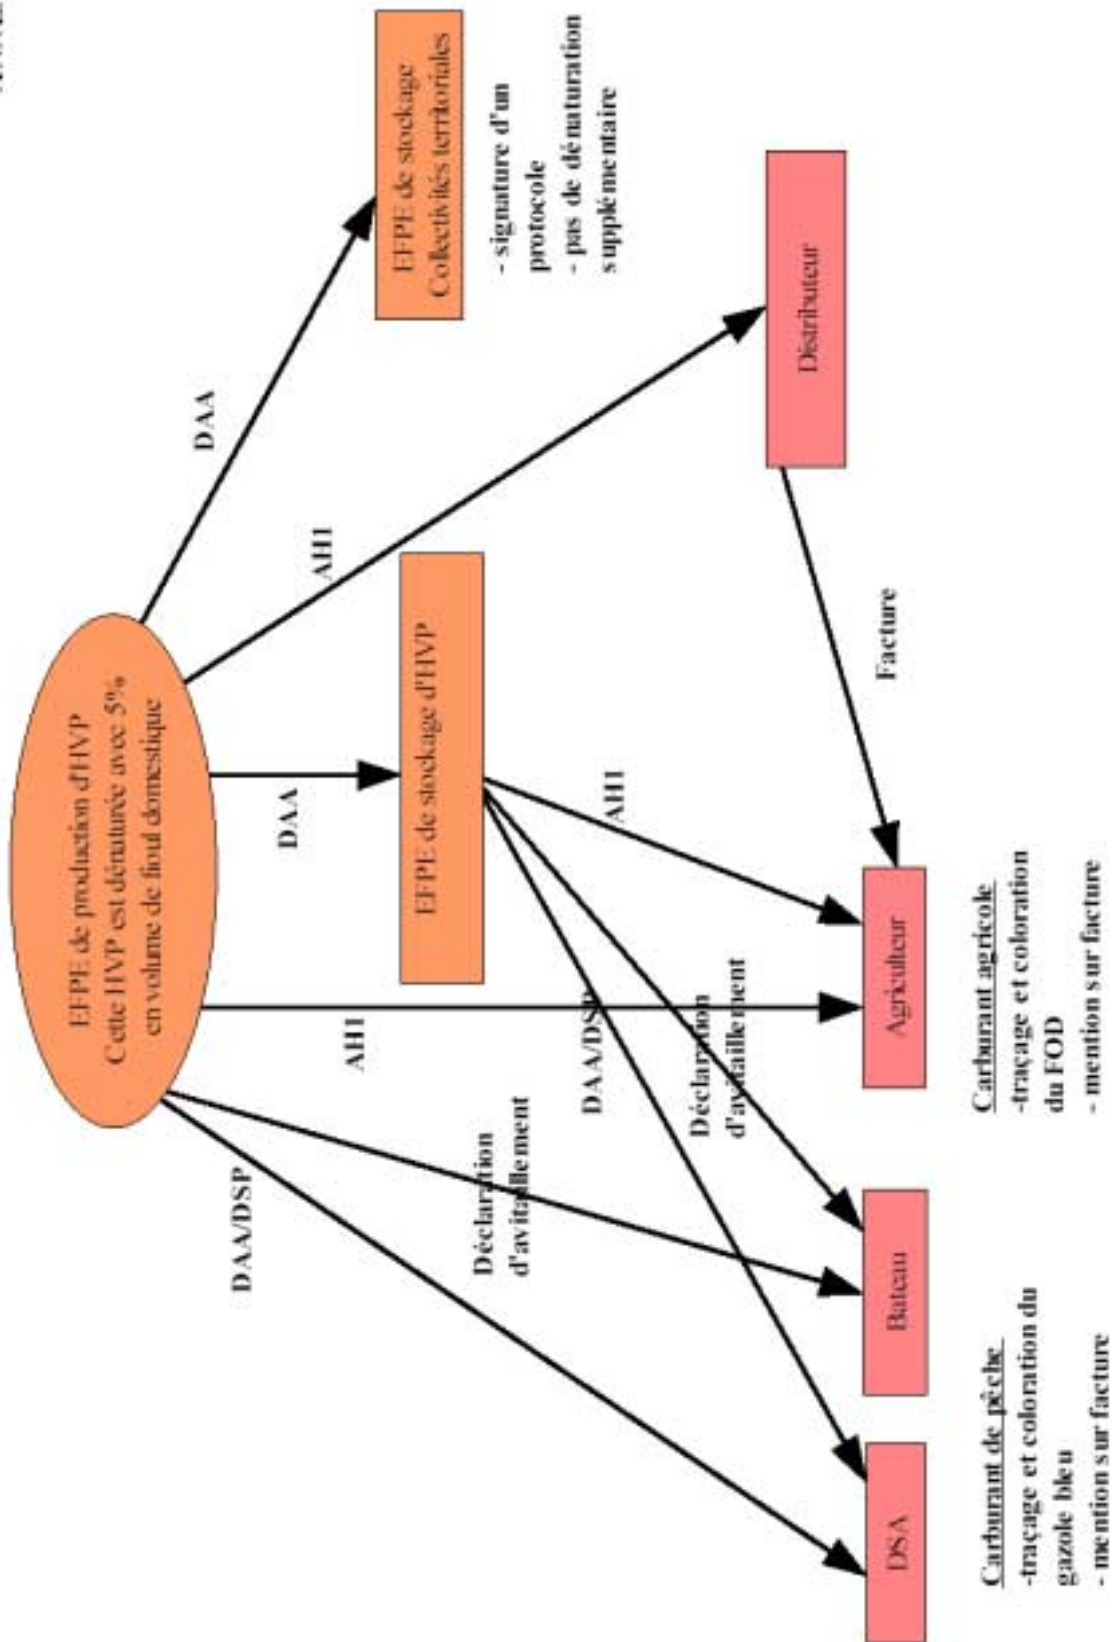 EFPE de production d'HVP
Cette HVP est dénaturée avec 5%
en volume de fioul domestique
DAA
EFPE de stockage
Collectivités territoriales
- signature d'un
protocole
- pas de dénaturation
supplémentaire
AH1
Distributeur
DAA
EFPE de stockage d'HVP
AH1
DAA/DSP
Déclaration
d'avitaillement
DAA/DSP
Déclaration
d'avitaillement
AH1
Facture
DSA
Bateau
Agriculteur
Carburant de pêche
-traçage et coloration du
gazole bleu
- mention sur facture
Carburant agricole
-traçage et coloration
du FOD
- mention sur facture